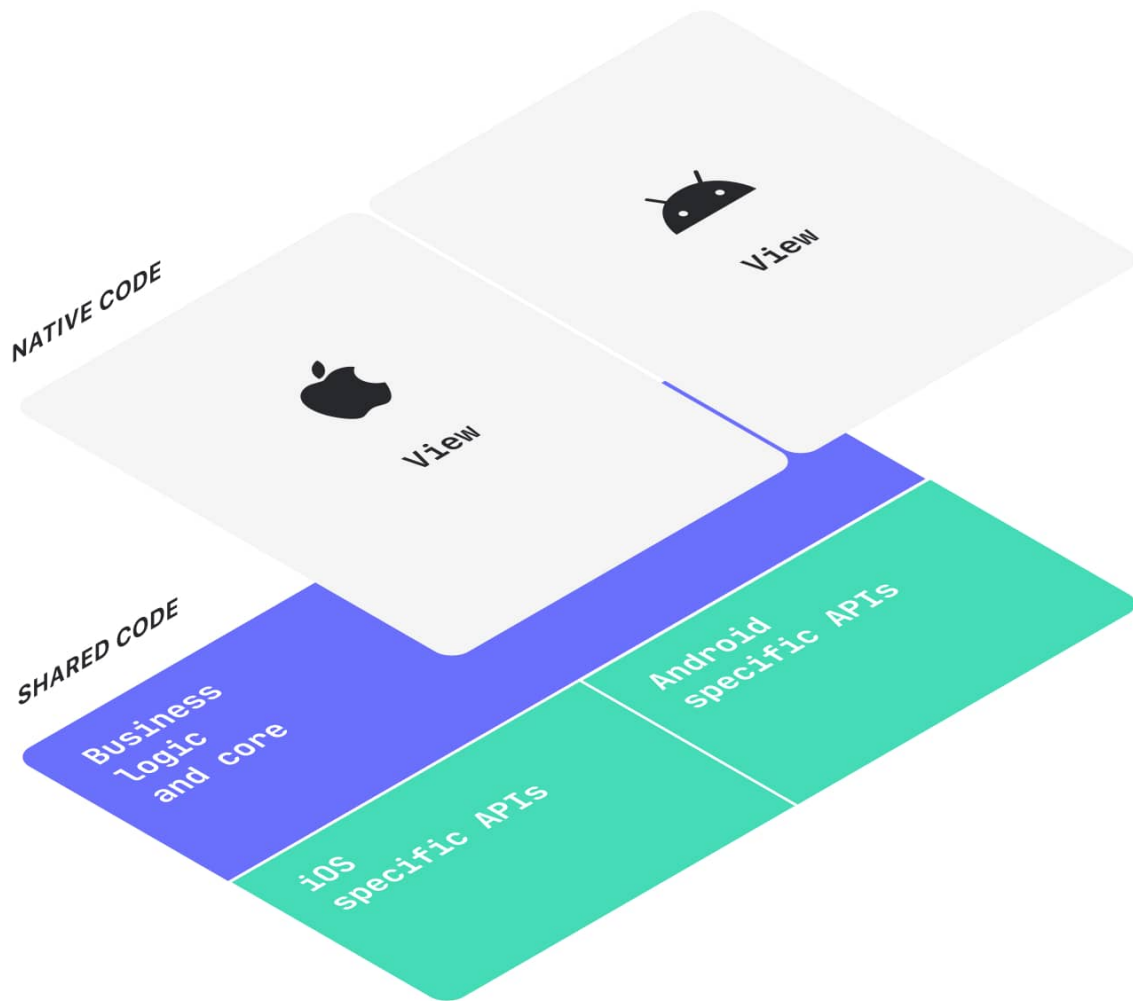 NATIVE CODE
View
View
SHARED CODE
Business
logic
and core
iOS
specific APIs
Android
specific APIs